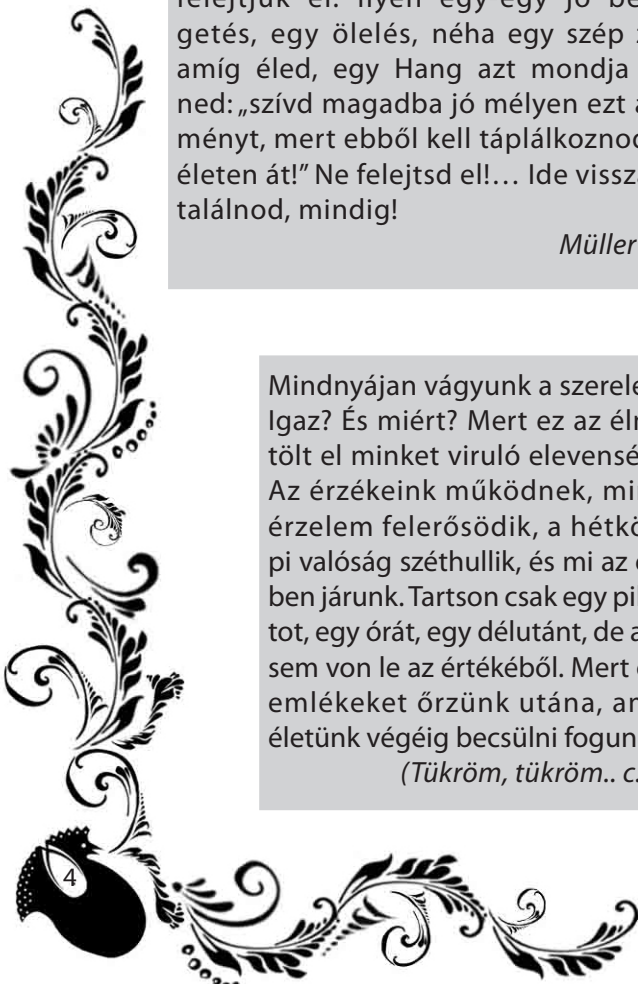 felejtjük el. Ilyen egy-egy jó be
getés, egy ölelés, néha egy szép
amíg éled, egy Hang azt mondja
ned: „szívd magadba jó mélyen ezt a
ményt, mert ebből kell táplálkozno
életen át!” Ne felejtsd el!… Ide vissz
találnod, mindig!
Müller
Mindnyájan vágyunk a szerel
Igaz? És miért? Mert ez az él
tölt el minket viruló elevens
Az érzékeink működnek, mi
érzelem felerősödik, a hétkö
pi valóság széthullik, és mi az
ben járunk. Tartson csak egy pi
tot, egy órát, egy délutánt, de a
sem von le az értékéből. Mert
emlékeket őrzünk utána, a
életünk végéig becsülni fogun
(Tükröm, tükröm.. c.
4